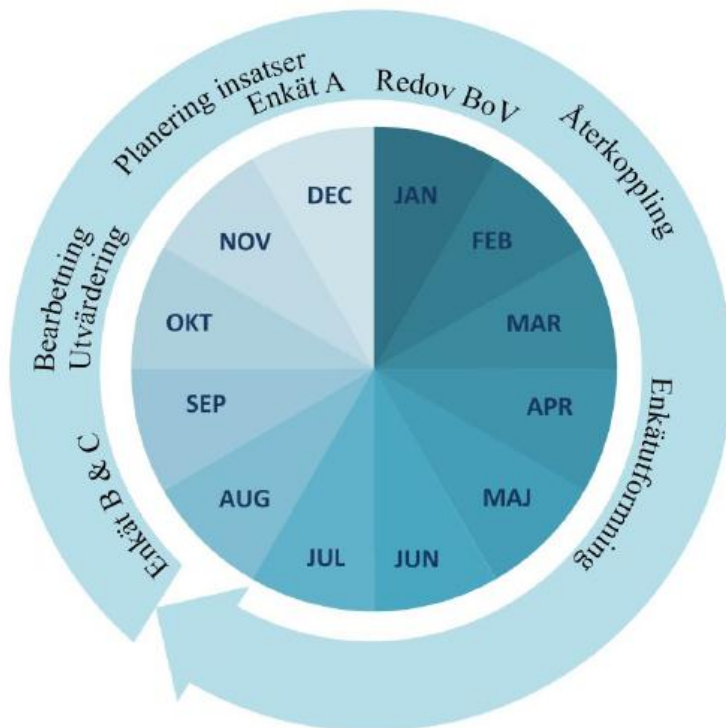 Planering insatser
Enkät A
Redov BoV
Återkoppling
Enkätutformning
Enkät B & C
Bearbetning
Utvärdering
JAN
FEB
MAR
APR
MAJ
JUN
JUL
AUG
SEP
OKT
NOV
DEC